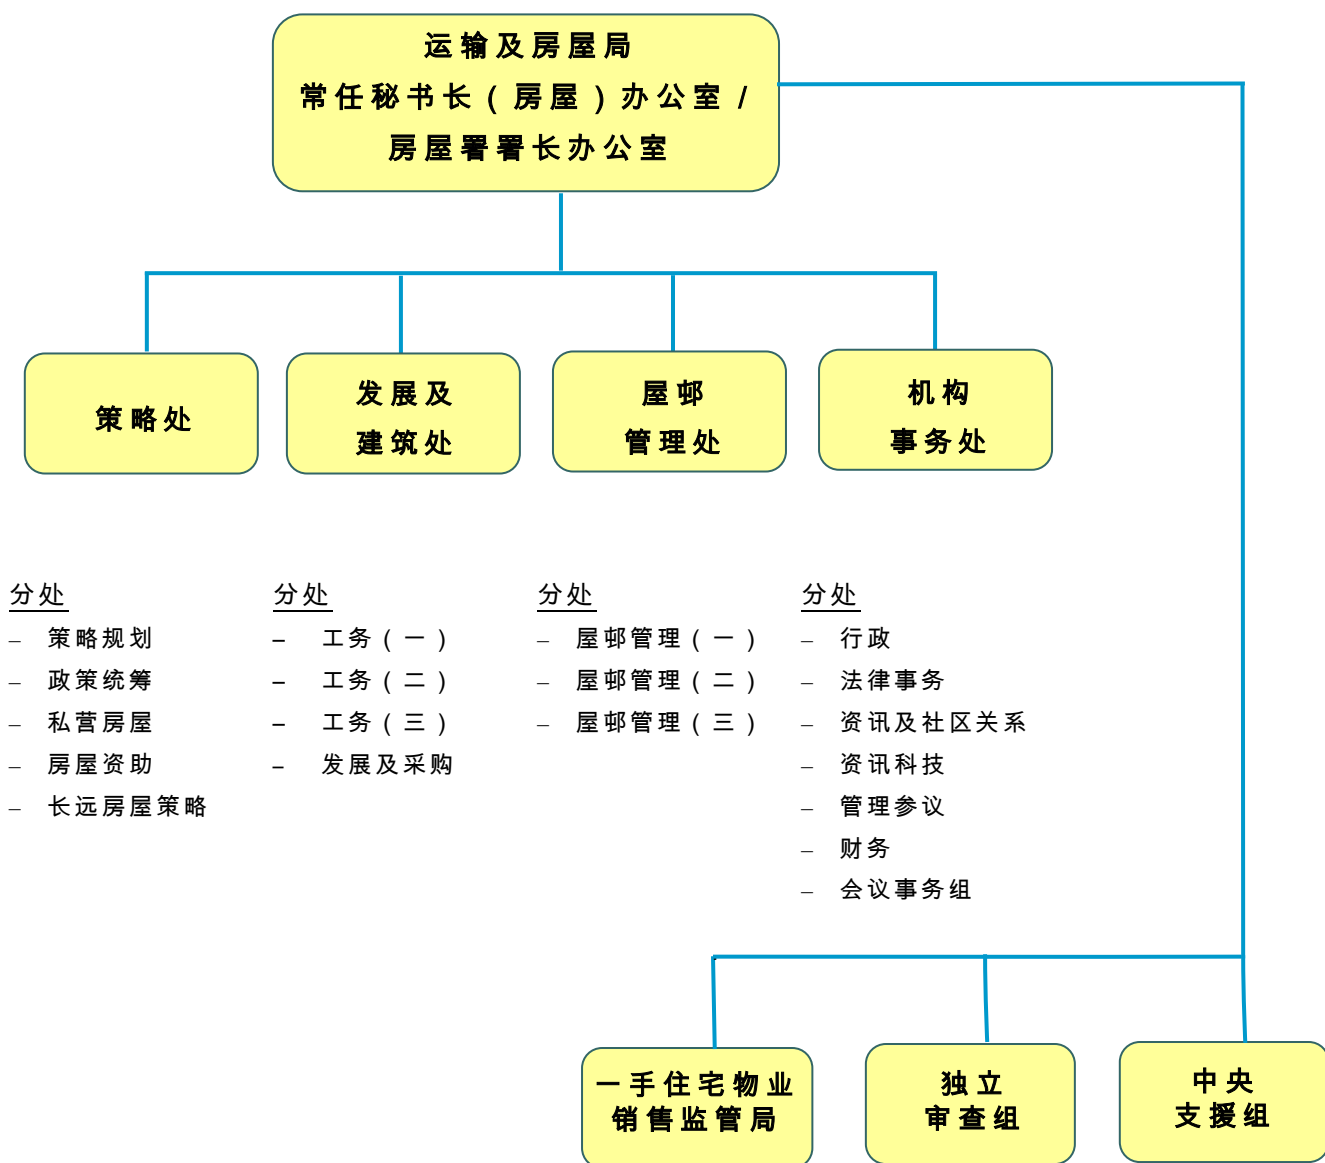 运输及房屋局
常任秘书长（房屋）办公室 /
房屋署署长办公室
策略处
发展及
建筑处
屋邨
管理处
机构
事务处
分处
– 策略规划
– 政策统筹
– 私营房屋
– 房屋资助
– 长远房屋策略
分处
– 工务（一）
– 工务（二）
– 工务（三）
– 发展及采购
分处
– 屋邨管理（一）
– 屋邨管理（二）
– 屋邨管理（三）
分处
– 行政
– 法律事务
– 资讯及社区关系
– 资讯科技
– 管理参议
– 财务
– 会议事务组
一手住宅物业
销售监管局
独立
审查组
中央
支援组